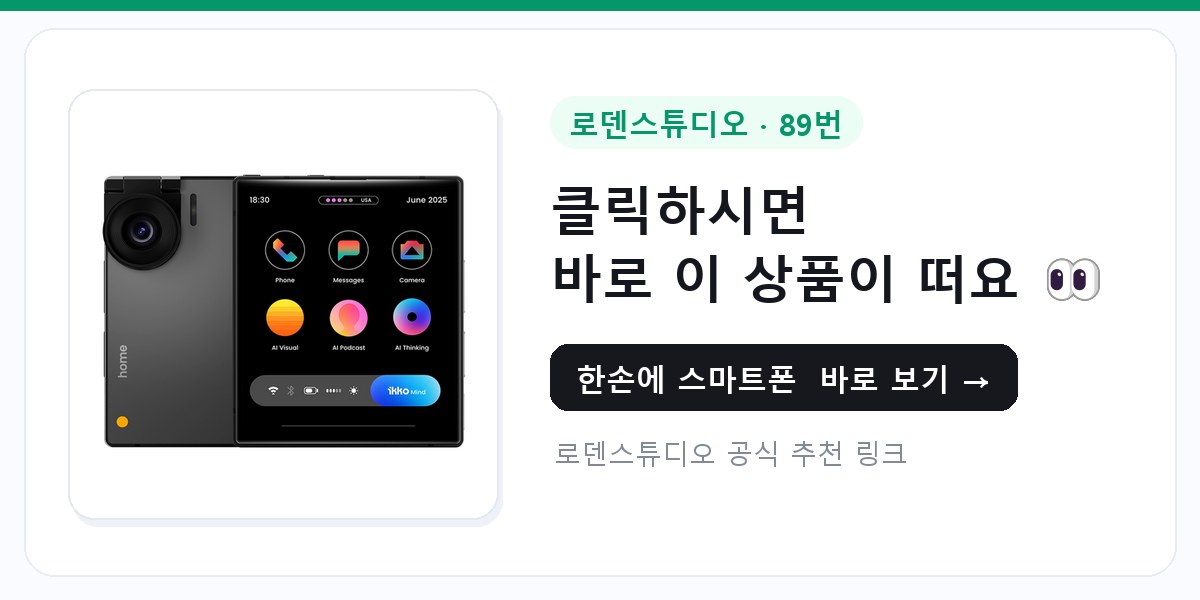 로덴스튜디오 · 89번
클릭하시면
바로 이 상품이 떠요 👀
한손에 스마트폰 바로 보기 →
로덴스튜디오 공식 추천 링크
18:30
USA
June 2025
Phone
Messages
Camera
AI Visual
AI Podcast
AI Thinking
ikko Mind
home